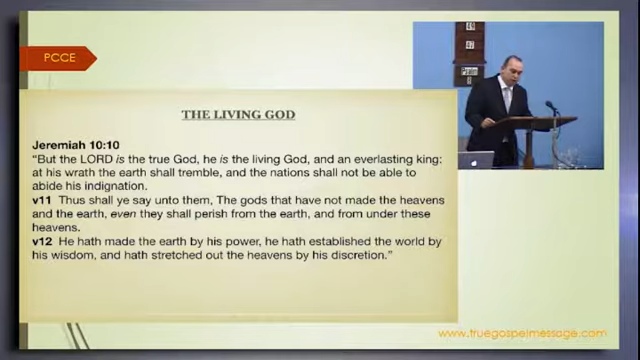 PCCE
THE LIVING GOD
Jeremiah 10:10
“But the LORD is the true God, he is the living God, and an everlasting king:
at his wrath the earth shall tremble, and the nations shall not be able to
abide his indignation.
v11 Thus shall ye say unto them, The gods that have not made the heavens
and the earth, even they shall perish from the earth, and from under these
heavens.
v12 He hath made the earth by his power, he hath established the world by
his wisdom, and hath stretched out the heavens by his discretion.”
www.truegospelmessage.com